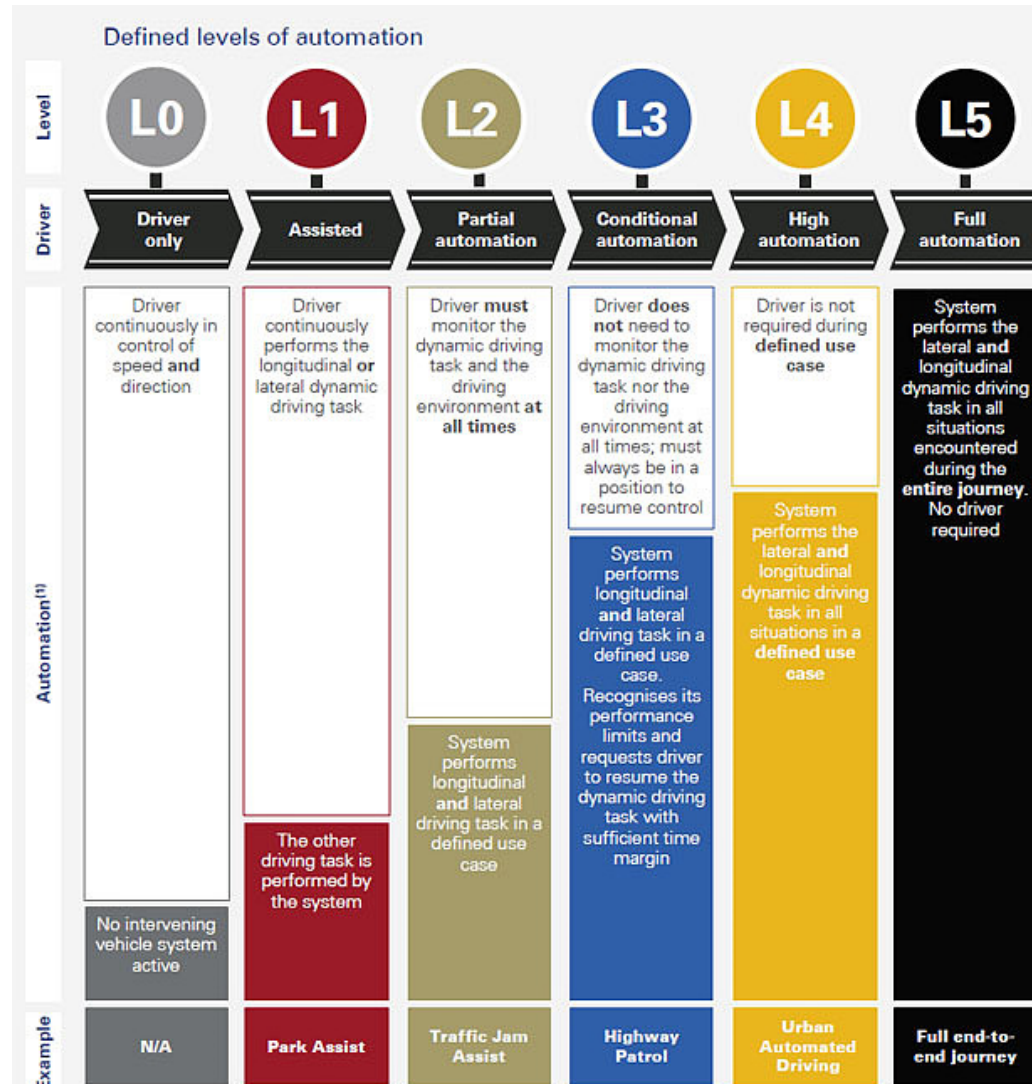 Defined levels of automation
Level
L0
L1
L2
L3
L4
L5
Driver
Driver
only
Assisted
Partial
automation
Conditional
automation
High
automation
Full
automation
Automation(1)
Driver
continuously in
control of
speed and
direction
No intervening
vehicle system
active
Driver
continuously
performs the
longitudinal or
lateral dynamic
driving task
The other
driving task is
performed by
the system
Driver must
monitor the
dynamic driving
task and the
driving
environment at
all times
System
performs
longitudinal
and lateral
driving task in a
defined use
case
Driver does
not need to
monitor the
dynamic driving
task nor the
driving
environment at
all times; must
always be in a
position to
resume control
System
performs
longitudinal
and lateral
driving task in a
defined use
case.
Recognises its
performance
limits and
requests driver
to resume the
dynamic driving
task with
sufficient time
margin
Driver is not
required during
defined use
case
System
performs the
lateral and
longitudinal
dynamic driving
task in all
situations in a
defined use
case
System
performs the
lateral and
longitudinal
dynamic driving
task in all
situations
encountered
during the
entire journey.
No driver
required
Example
N/A
Park Assist
Traffic Jam
Assist
Highway
Patrol
Urban
Automated
Driving
Full end-to-
end journey